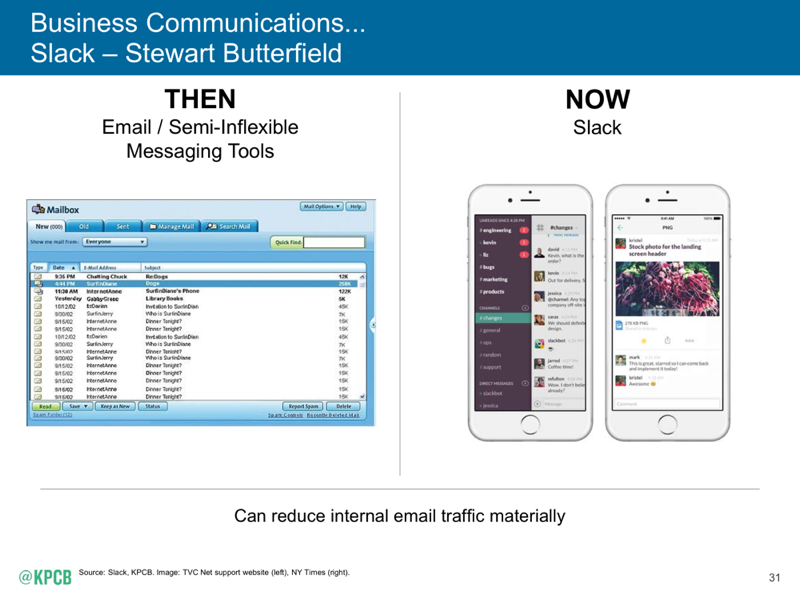 Business Communications...
Slack – Stewart Butterfield
THEN
Email / Semi-Inflexible
Messaging Tools
NOW
Slack
Mailbox
Mail Options Help
New (000) Old Sent Manage Mail Search Mail
Show me mail from: Everyone Quick Find:
Type Date E-Mail Address Subject
9:35 PM Chatting Chuck Re:Dogs 12K
4:44 PM SurfinDiane Dogs 258K
11:30 AM InternetAnne SurfinDiane's Phone 122K
Yesterday GabbyGreep Library Books 5K
10/12/02 EzDarien Invitation to SurfinDian 45K
9/30/02 SurfinJerry Who is SurfinDiane 7K
9/15/02 InternetAnne Dinner Tonight? 15K
9/15/02 InternetAnne Dinner Tonight? 15K
10/12/02 EzDarien Invitation to SurfinDian 45K
9/30/02 SurfinJerry Who is SurfinDiane 7K
9/15/02 InternetAnne Dinner Tonight? 15K
9/30/02 SurfinJerry Who is SurfinDiane 7K
9/15/02 InternetAnne Dinner Tonight? 15K
9/15/02 InternetAnne Dinner Tonight? 15K
9/15/02 InternetAnne Dinner Tonight? 15K
9/15/02 InternetAnne Dinner Tonight? 15K
9/15/02 InternetAnne Dinner Tonight? 15K
Read Save Keep as New Status Report Spam Delete
Spam Folder (12) Spam Controls Recently Deleted Mail
# engineering
kevin
liz
# bugs
# marketing
# products
CHANNELS
# changes
# general
# ops
# random
# support
DIRECT MESSAGES
slackbot
jessica
#changes
david
Kevin, what is the
order?
kevin
Out for delivery.
jessica
@channel: Any top
company off-site
caras
We should definite
design.
slackbot
jarred
Coffee time!
Wow, I don't
already?
Message
9:41 AM 100%
PNG
kristel
Stock photo for the landing
screen header
275 KB PNG
mark
This is great, starred so I can come back
and implement it today!
kristel
Awesome
Comment
Can reduce internal email traffic materially
@KPCB
Source: Slack, KPCB. Image: TVC Net support website (left), NY Times (right).
31